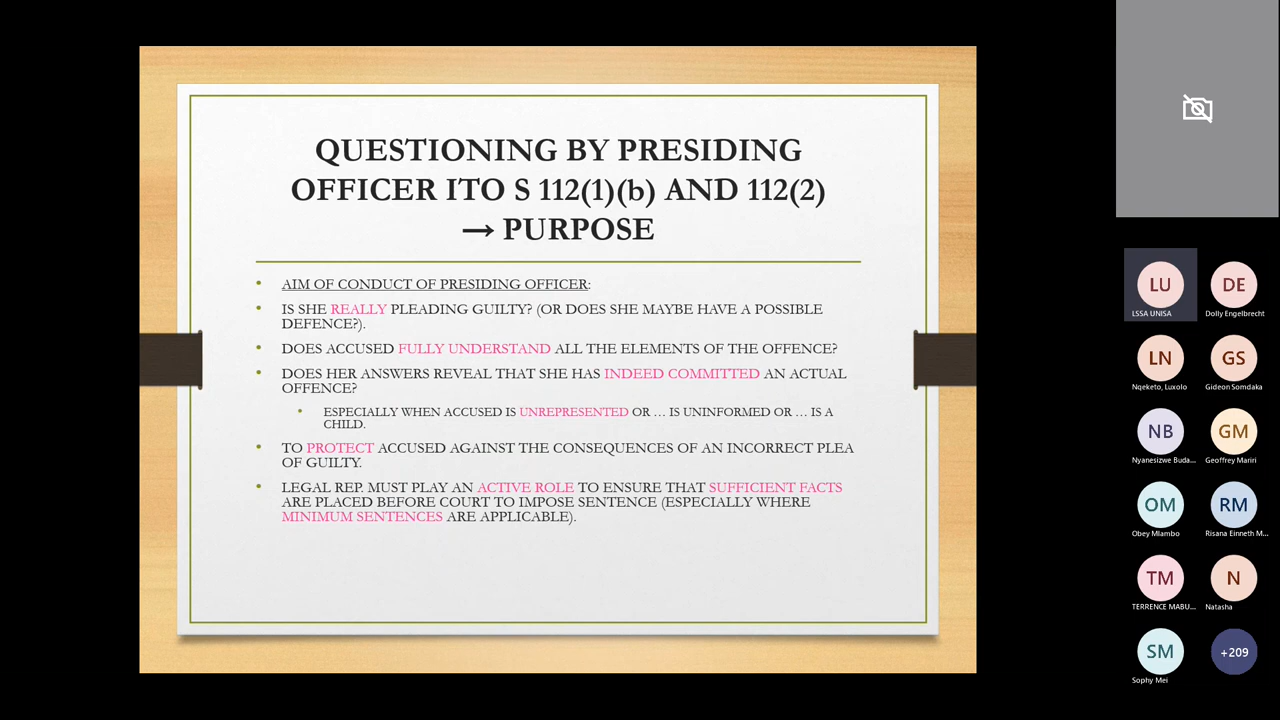 QUESTIONING BY PRESIDING
OFFICER ITO S 112(1)(b) AND 112(2)
→ PURPOSE
• AIM OF CONDUCT OF PRESIDING OFFICER:
• IS SHE REALLY PLEADING GUILTY? (OR DOES SHE MAYBE HAVE A POSSIBLE
DEFENCE?).
• DOES ACCUSED FULLY UNDERSTAND ALL THE ELEMENTS OF THE OFFENCE?
• DOES HER ANSWERS REVEAL THAT SHE HAS INDEED COMMITTED AN ACTUAL
OFFENCE?
• ESPECIALLY WHEN ACCUSED IS UNREPRESENTED OR … IS UNINFORMED OR … IS A
CHILD.
• TO PROTECT ACCUSED AGAINST THE CONSEQUENCES OF AN INCORRECT PLEA
OF GUILTY.
• LEGAL REP. MUST PLAY AN ACTIVE ROLE TO ENSURE THAT SUFFICIENT FACTS
ARE PLACED BEFORE COURT TO IMPOSE SENTENCE (ESPECIALLY WHERE
MINIMUM SENTENCES ARE APPLICABLE).
LU
LSSA UNISA
DE
Dolly Engelbrecht
LN
Nqeketo, Luxolo
GS
Gideon Somdaka
NB
Nyanesizwe Buda...
GM
Geoffrey Mariri
OM
Obey Mlambo
RM
Risana Einneth M...
TM
TERRENCE MABU...
N
Natasha
SM
Sophy Mei
+209